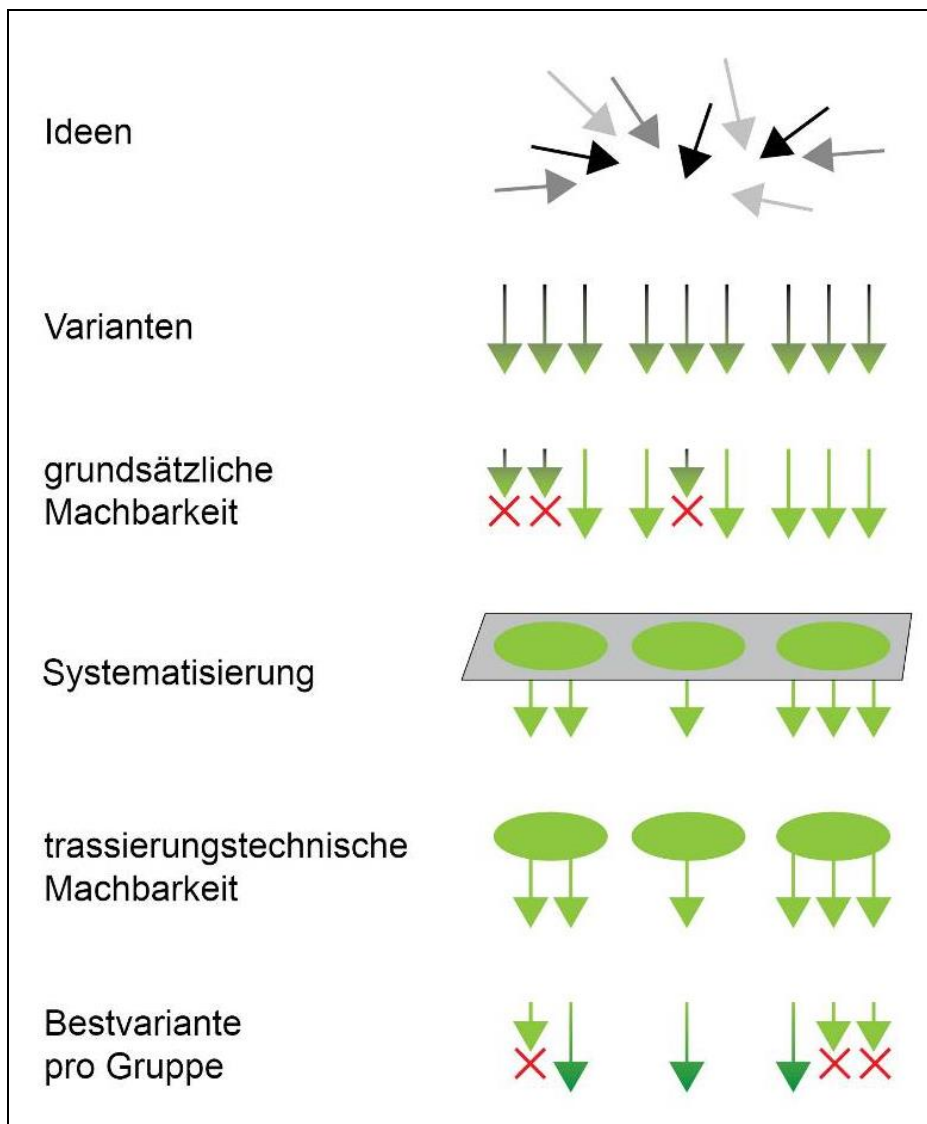 Ideen
Varianten
grundsätzliche
Machbarkeit
Systematisierung
trassierungstechnische
Machbarkeit
Bestvariante
pro Gruppe